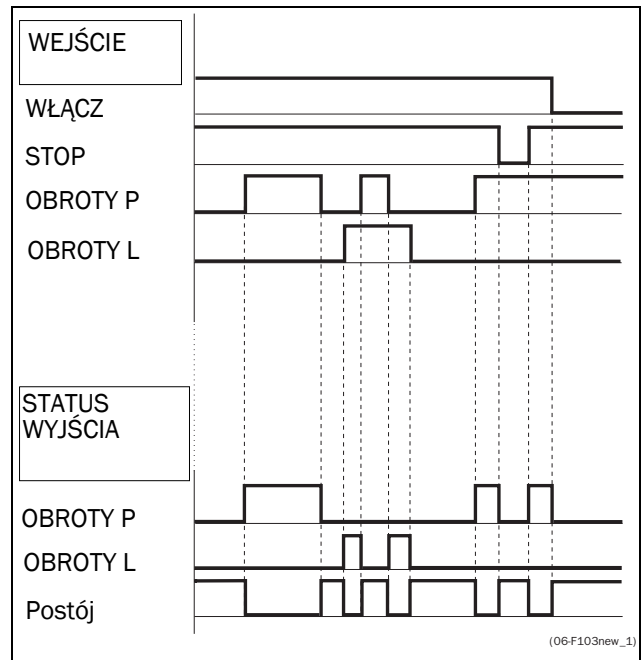 WEJŚCIE
WŁĄCZ
STOP
OBROTY P
OBROTY L
STATUS
WYJŚCIA
OBROTY P
OBROTY L
Postój
(06-F103new_1)